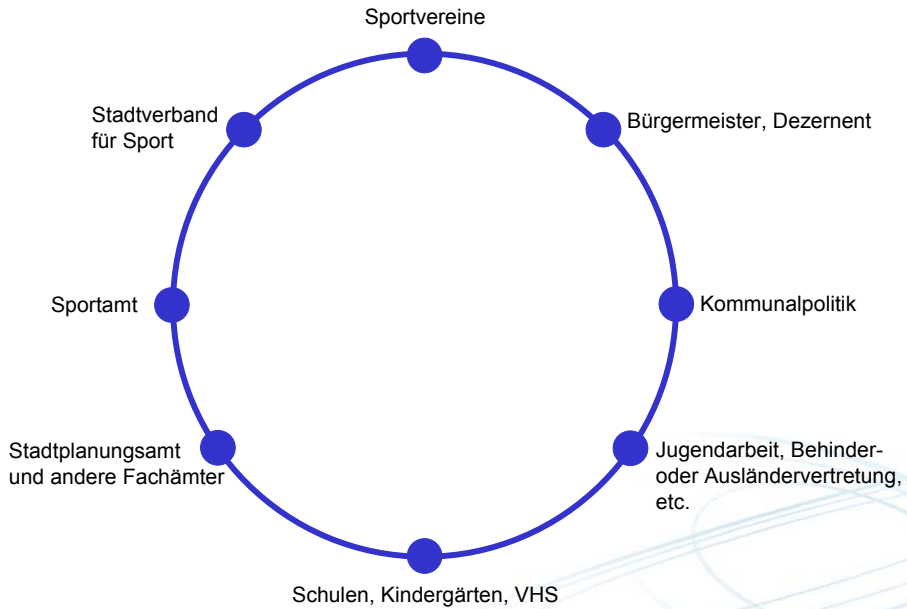 Sportvereine
Stadtverband
für Sport
Bürgermeister, Dezernent
Sportamt
Kommunalpolitik
Stadtplanungsamt
und andere Fachämter
Jugendarbeit, Behinder-
oder Ausländervertretung,
etc.
Schulen, Kindergärten, VHS